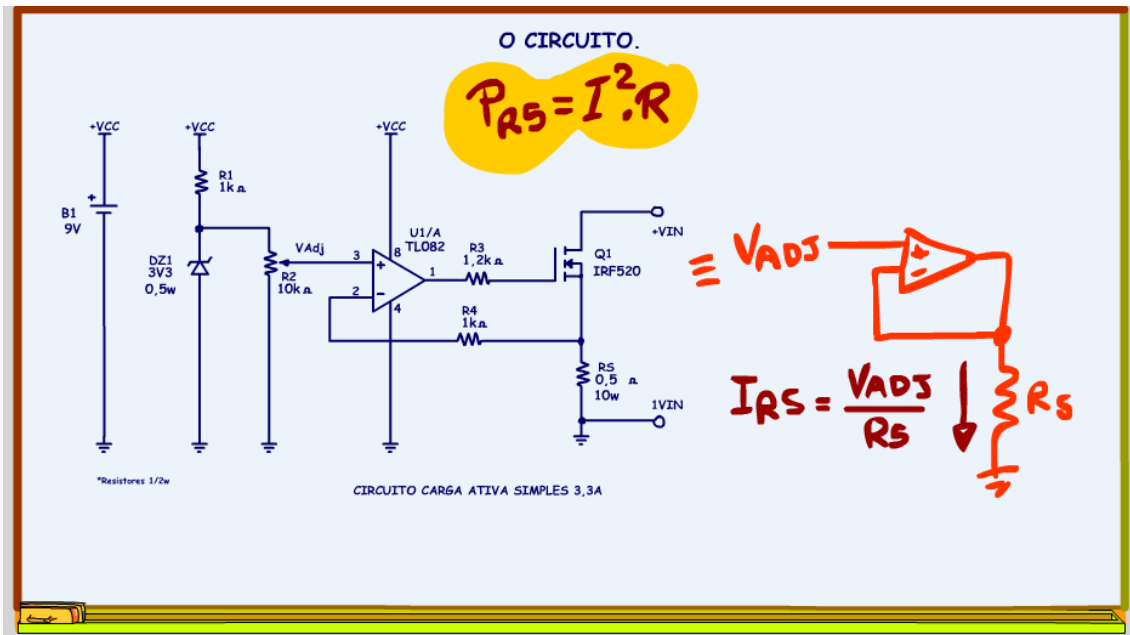 O CIRCUITO.
P_RS = I².R
+VCC
+VCC
+VCC
R1
1kΩ
B1
9V
+
DZ1
3V3
0,5w
VAdj
R2
10kΩ
3
2
+
-
8
4
1
U1/A
TL082
R3
1,2kΩ
R4
1kΩ
Q1
IRF520
+VIN
RS
0,5 Ω
10w
1VIN
≡ VADJ
+
-
IRS = VADJ
RS
RS
*Resistores 1/2w
CIRCUITO CARGA ATIVA SIMPLES 3,3A